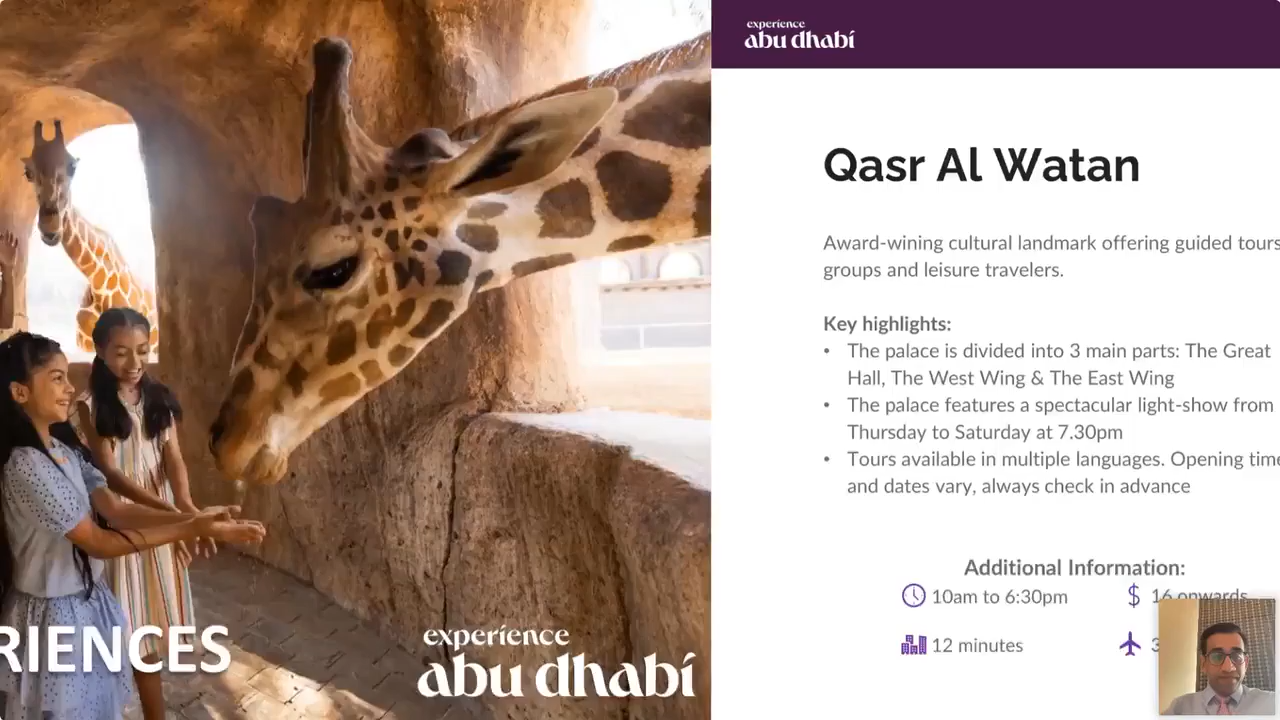 RIENCES
experience
abu dhabi
experience
abu dhabi
Qasr Al Watan
Award-wining cultural landmark offering guided tours
groups and leisure travelers.
Key highlights:
• The palace is divided into 3 main parts: The Great
Hall, The West Wing & The East Wing
• The palace features a spectacular light-show from
Thursday to Saturday at 7.30pm
• Tours available in multiple languages. Opening time
and dates vary, always check in advance
Additional Information:
10am to 6:30pm
$ 16 onwards
12 minutes
3